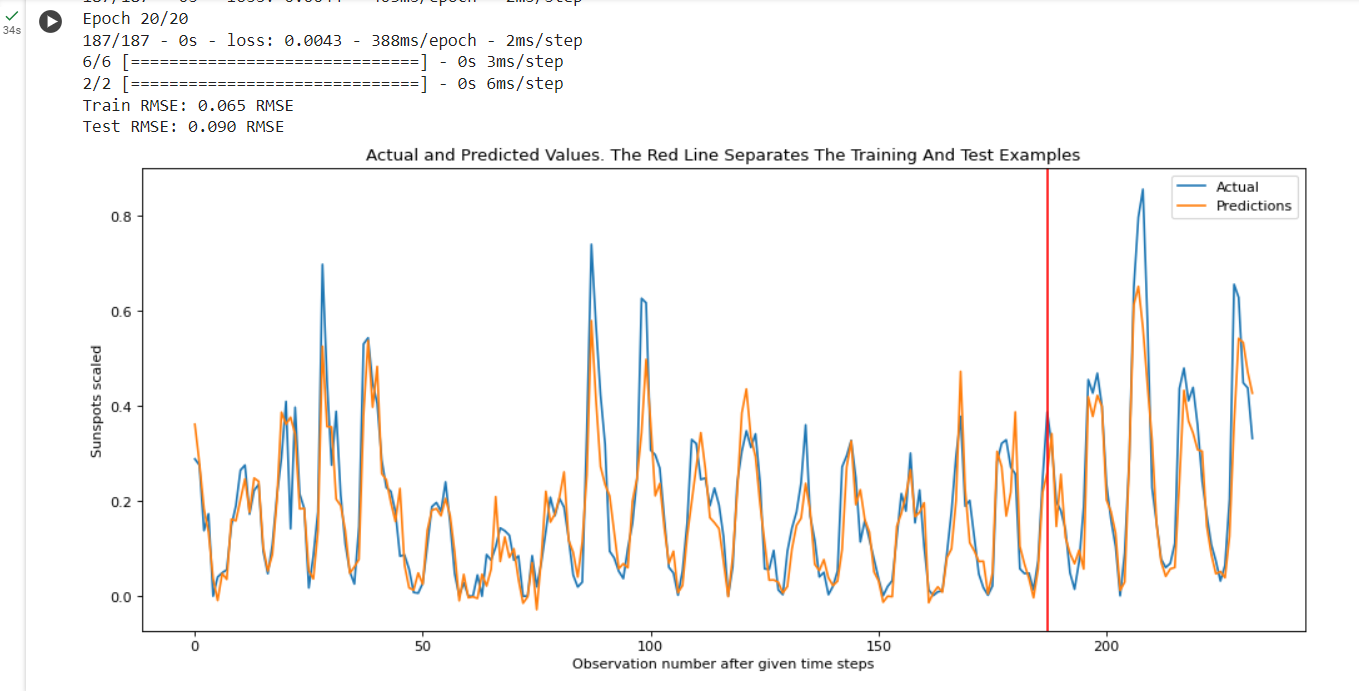 Epoch 20/20
187/187 - 0s - loss: 0.0043 - 388ms/epoch - 2ms/step
6/6 [==============================] - 0s 3ms/step
2/2 [==============================] - 0s 6ms/step
Train RMSE: 0.065 RMSE
Test RMSE: 0.090 RMSE
34s
Actual and Predicted Values. The Red Line Separates The Training And Test Examples
Actual
Predictions
Sunspots scaled
0.8
0.6
0.4
0.2
0.0
0 50 100 150 200
Observation number after given time steps